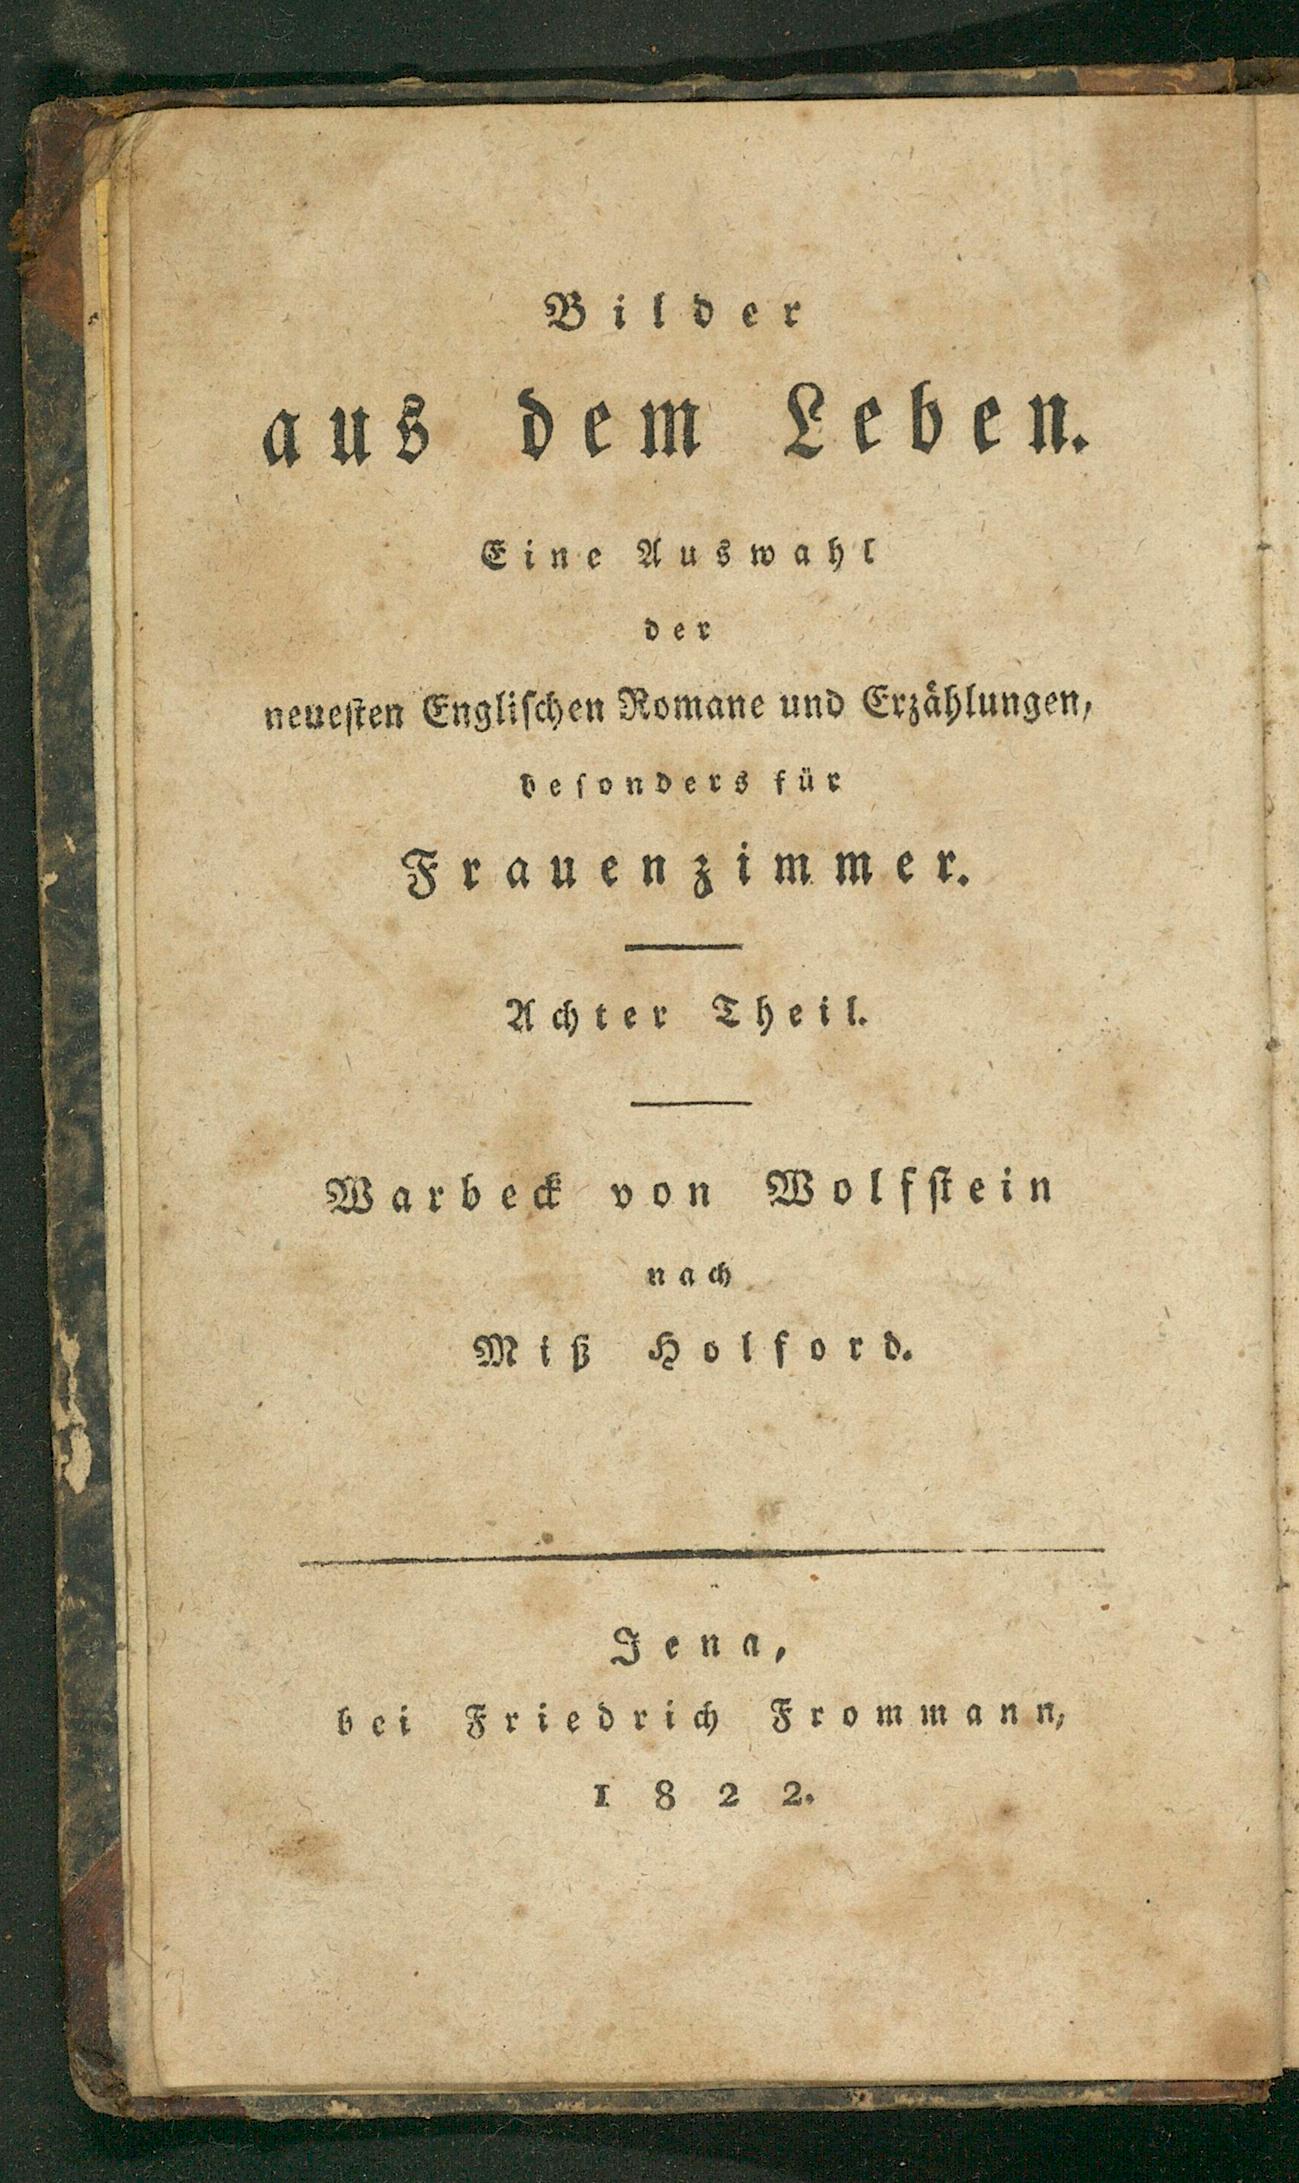 Bilder
aus dem Leben.
Eine Auswahl
der
neueſten Engliſchen Romane und Erzählungen,
beſonders für
Frauenzimmer.
Achter Theil.
Warbeck von Wolfſtein
nach
Miß Holford.
Jena,
bei Friedrich Frommann,
1822.